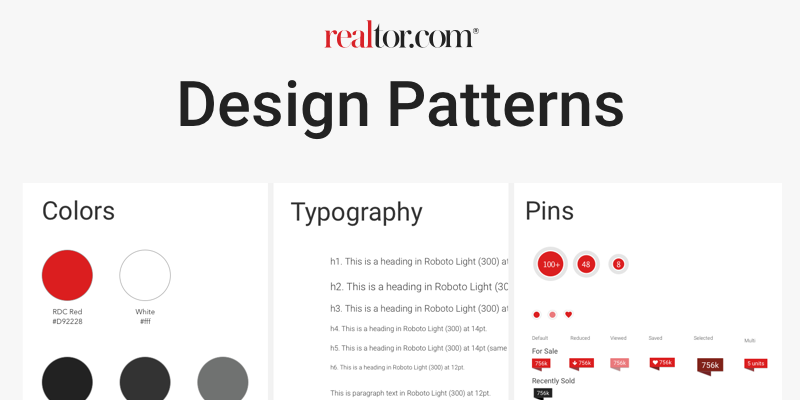 realtor.com®
Design Patterns
Colors
RDC Red
#D92228
White
#fff
Typography
h1. This is a heading in Roboto Light (300) at
h2. This is a heading in Roboto Light (30
h3. This is a heading in Roboto Light (300) at
h4. This is a heading in Roboto Light (300) at 14pt.
h5. This is a heading in Roboto Light (300) at 14pt (same
h6. This is a heading in Roboto Light (300) at 12pt.
This is paragraph text in Roboto Light (300) at 12pt.
Pins
100+ 48 8
Default Reduced Viewed Saved Selected Multi
For Sale
756k 756k 756k 756k 756k 5 units
Recently Sold
756k